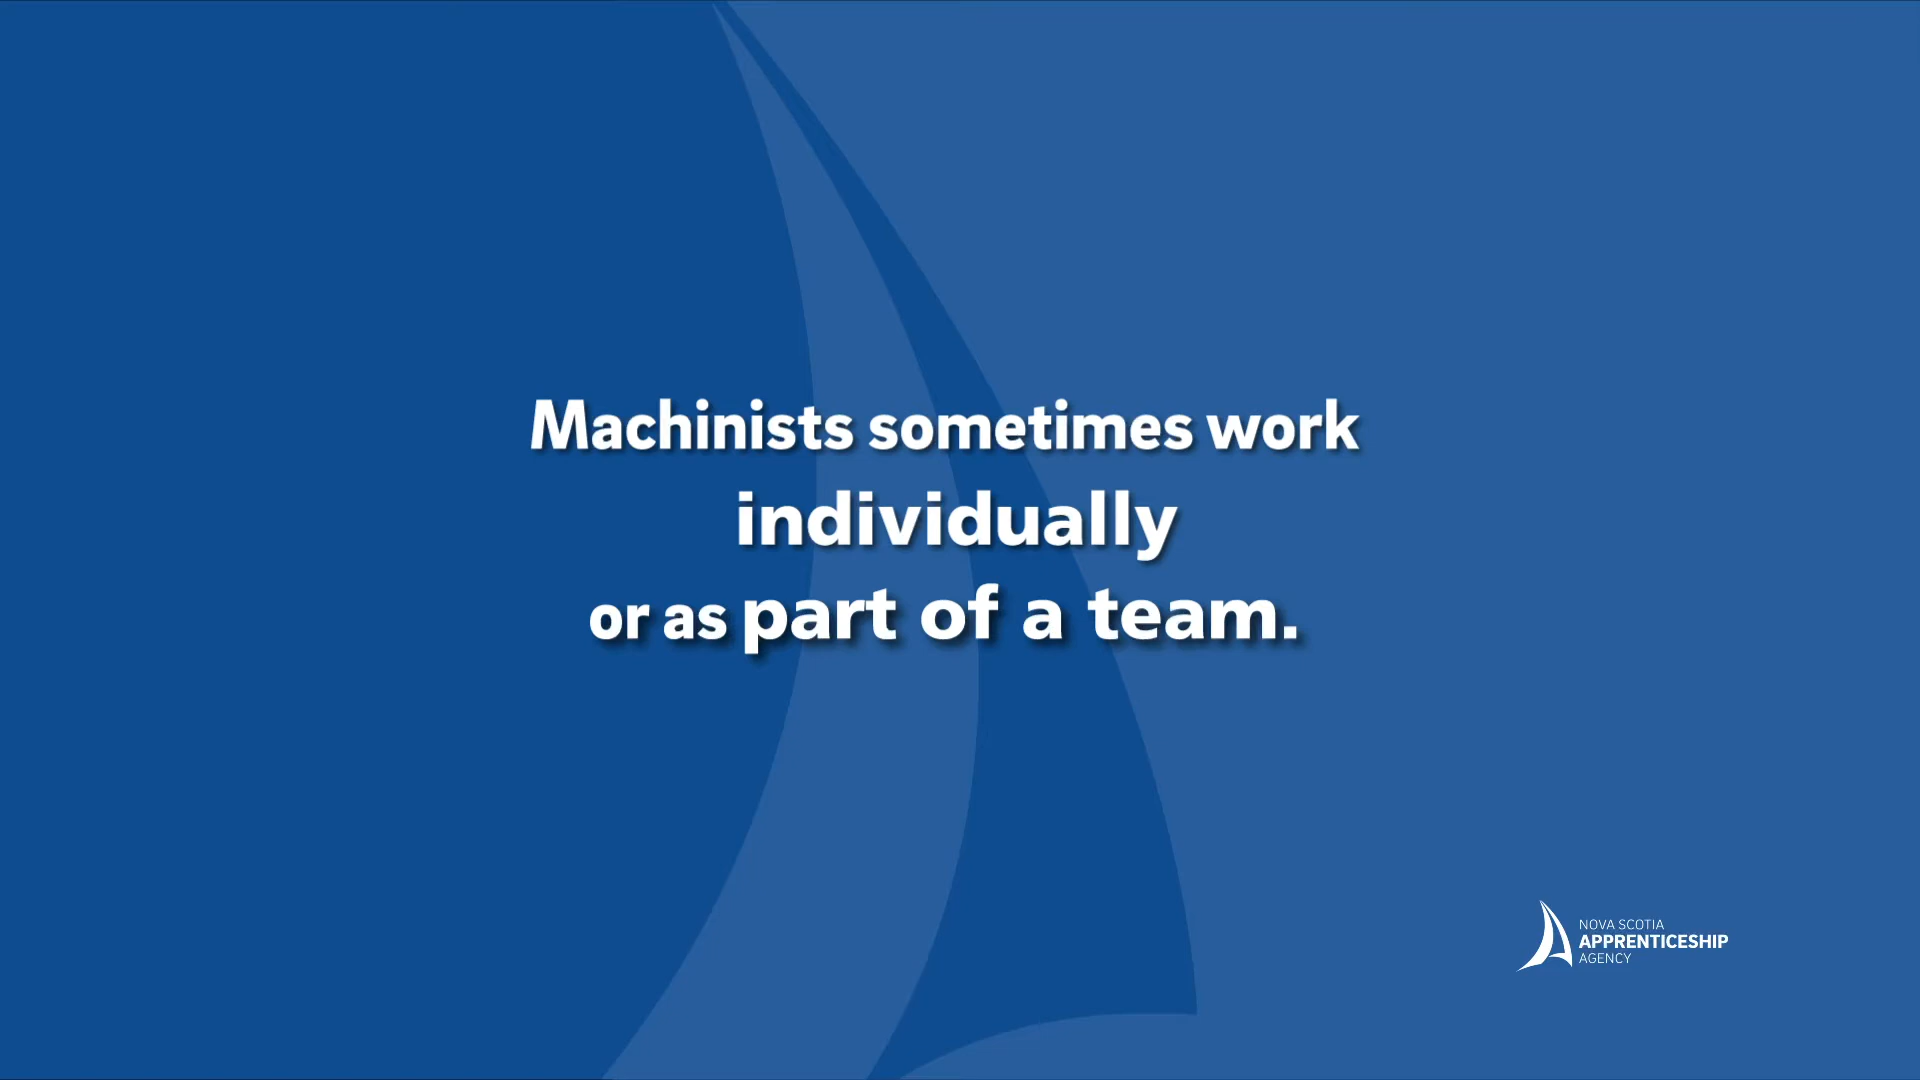 Machinists sometimes work
individually
or as part of a team.
NOVA SCOTIA
APPRENTICESHIP
AGENCY